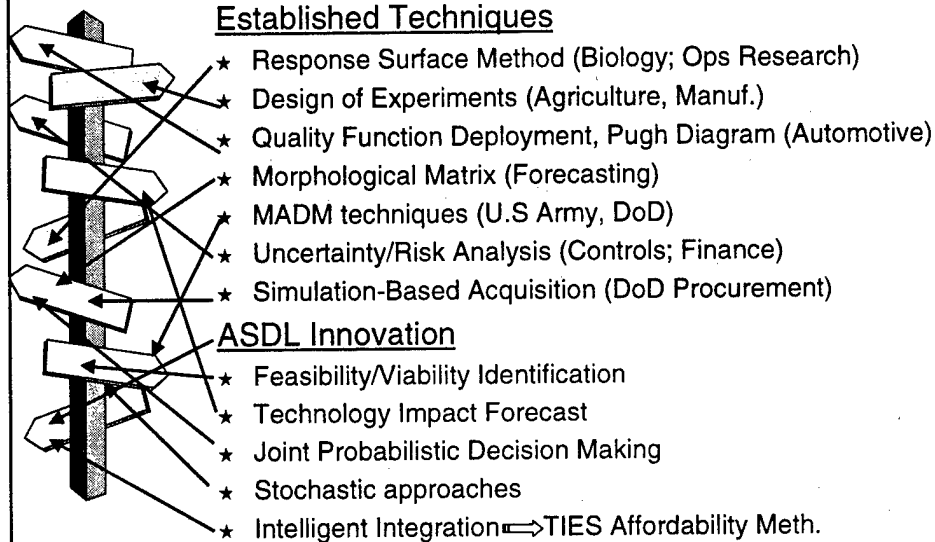 Established Techniques
★ Response Surface Method (Biology; Ops Research)
★ Design of Experiments (Agriculture, Manuf.)
★ Quality Function Deployment, Pugh Diagram (Automotive)
★ Morphological Matrix (Forecasting)
★ MADM techniques (U.S Army, DoD)
★ Uncertainty/Risk Analysis (Controls; Finance)
★ Simulation-Based Acquisition (DoD Procurement)
ASDL Innovation
★ Feasibility/Viability Identification
★ Technology Impact Forecast
★ Joint Probabilistic Decision Making
★ Stochastic approaches
★ Intelligent Integration⇨TIES Affordability Meth.